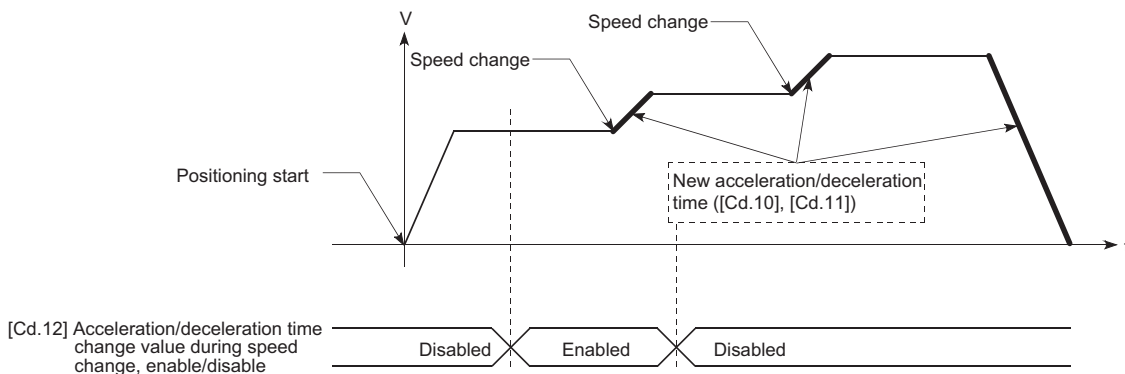 V
Speed change
Speed change
Positioning start
New acceleration/deceleration
time ([Cd.10], [Cd.11])
[Cd.12] Acceleration/deceleration time
change value during speed
change, enable/disable
Disabled
Enabled
Disabled